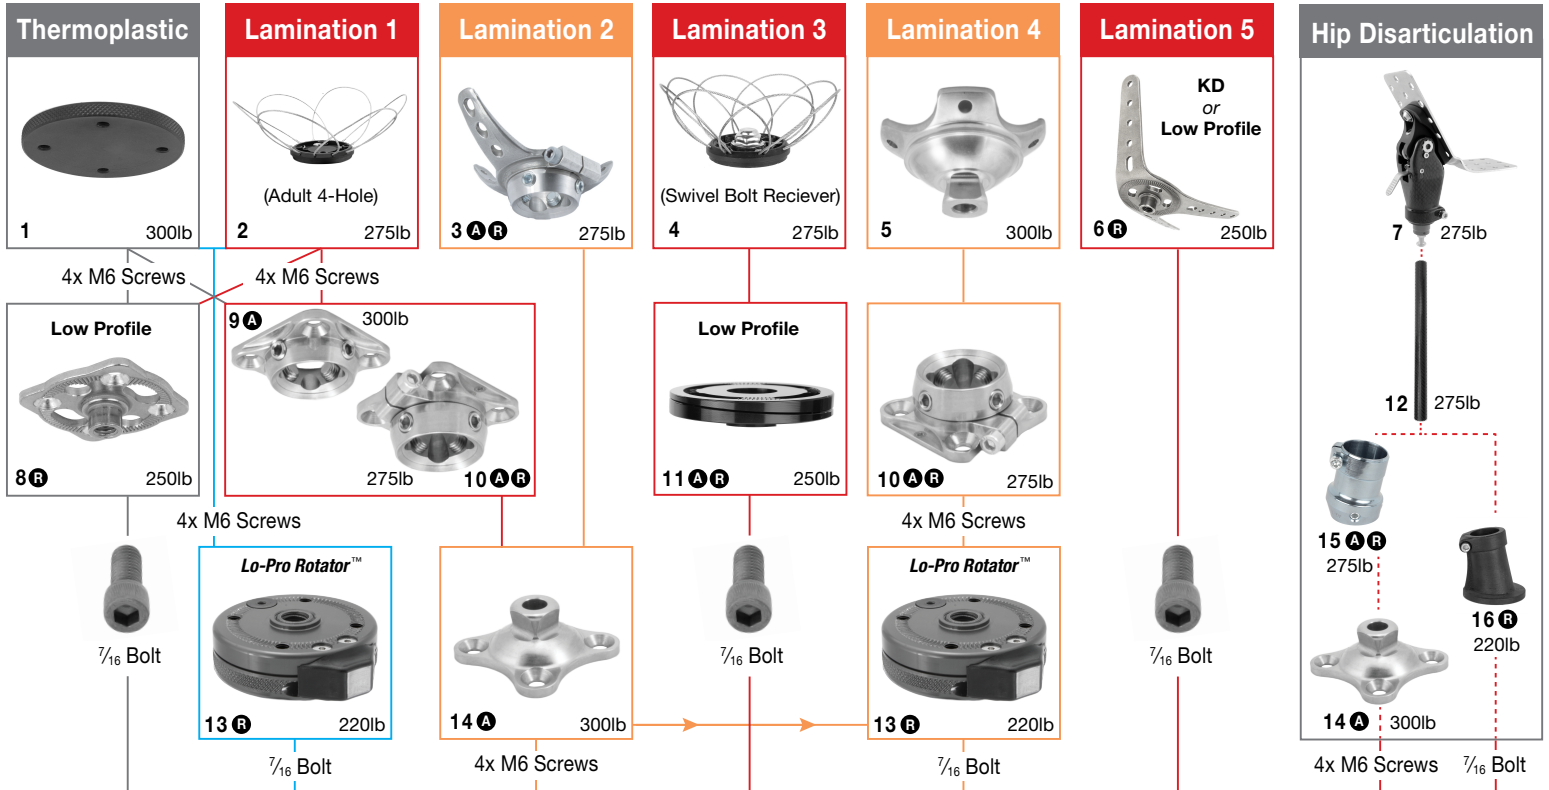 Thermoplastic
Lamination 1
Lamination 2
Lamination 3
Lamination 4
Lamination 5
Hip Disarticulation
1 300lb
(Adult 4-Hole)
2 275lb
3 A R 275lb
(Swivel Bolt Reciever)
4 275lb
5 300lb
KD
or
Low Profile
6 R 250lb
7 275lb
4x M6 Screws
4x M6 Screws
Low Profile
8 R 250lb
9 A 300lb
275lb 10 A R
Low Profile
11 A R 250lb
10 A R 275lb
12 275lb
4x M6 Screws
4x M6 Screws
15 A R
275lb
16 R
220lb
7/16 Bolt
Lo-Pro Rotator™
13 R 220lb
14 A 300lb
7/16 Bolt
Lo-Pro Rotator™
13 R 220lb
7/16 Bolt
14 A 300lb
7/16 Bolt
4x M6 Screws
7/16 Bolt
4x M6 Screws
7/16 Bolt